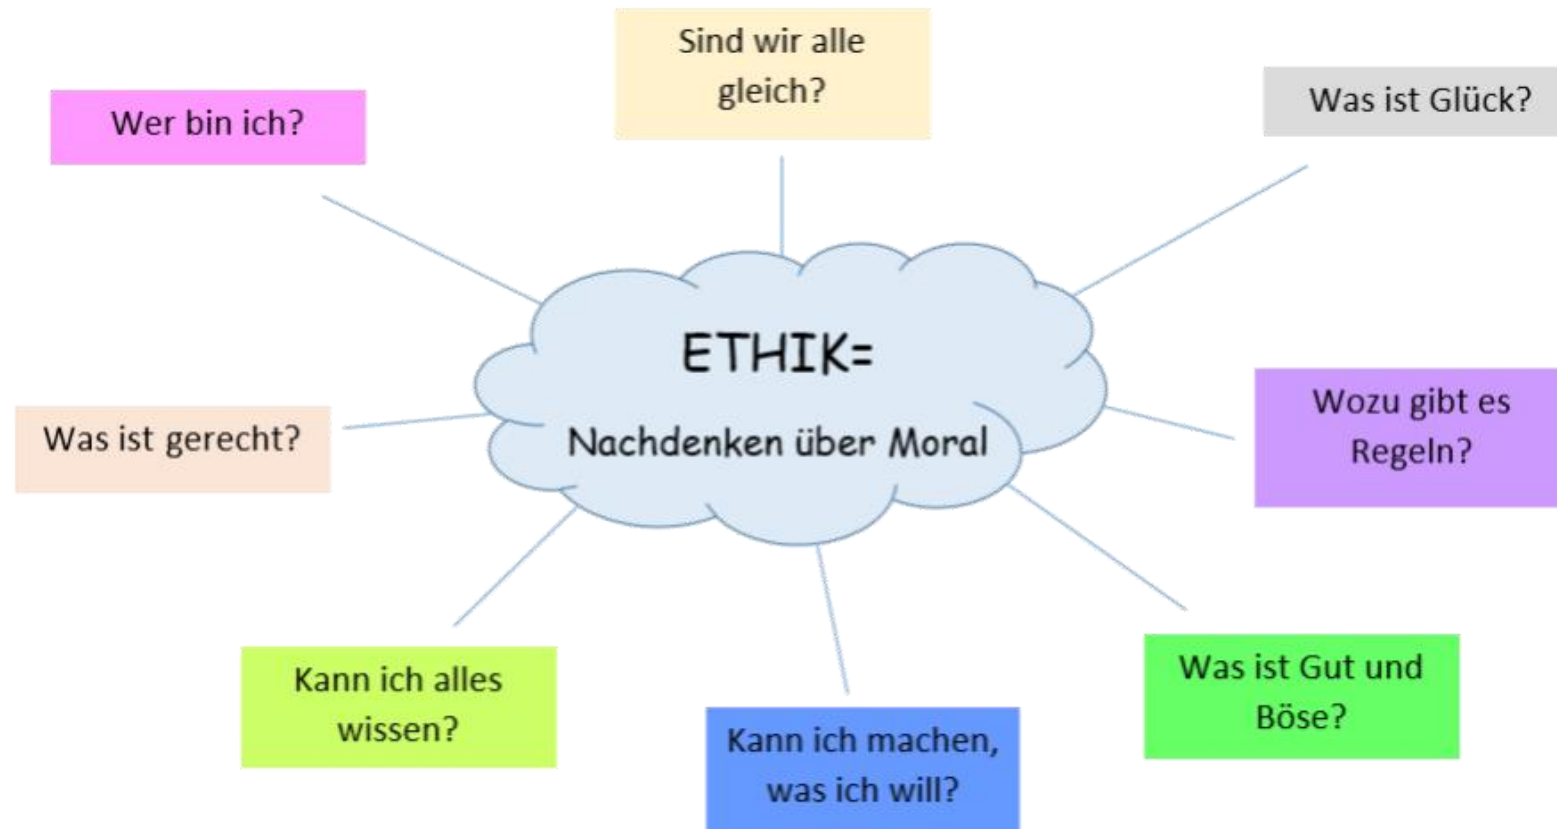 Sind wir alle
gleich?
Wer bin ich?
Was ist Glück?
ETHIK=
Nachdenken über Moral
Was ist gerecht?
Wozu gibt es
Regeln?
Kann ich alles
wissen?
Kann ich machen,
was ich will?
Was ist Gut und
Böse?